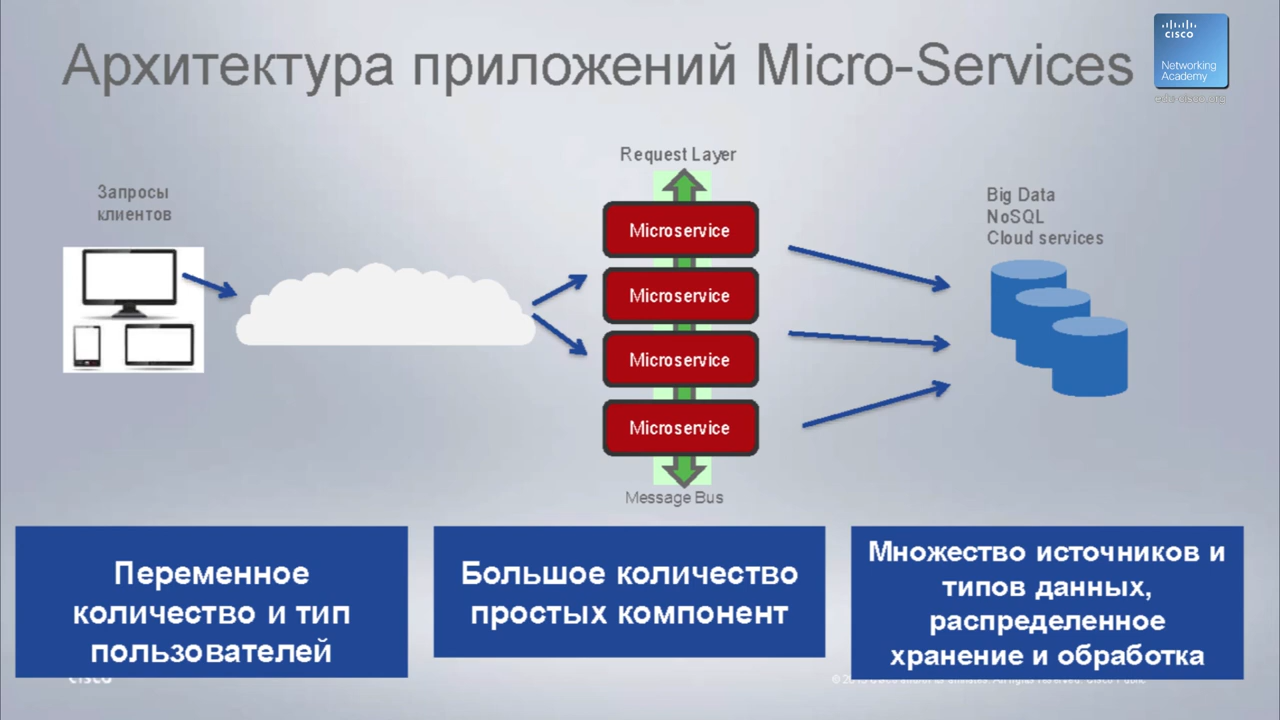 Архитектура приложений Micro-Services
cisco
Networking
Academy
Request Layer
Запросы
клиентов
Microservice
Microservice
Microservice
Microservice
Message Bus
Big Data
NoSQL
Cloud services
Переменное
количество и тип
пользователей
Большое количество
простых компонент
Множество источников и
типов данных,
распределенное
хранение и обработка
cisco